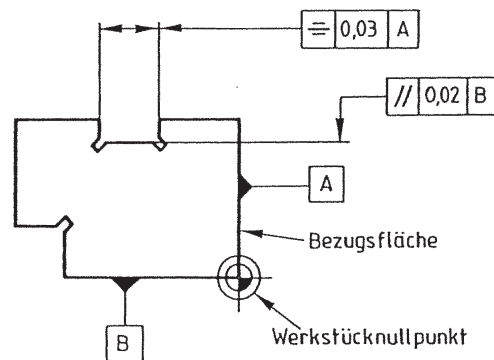 ⌯ 0,03 A
// 0,02 B
A
Bezugsfläche
Werkstücknullpunkt
B